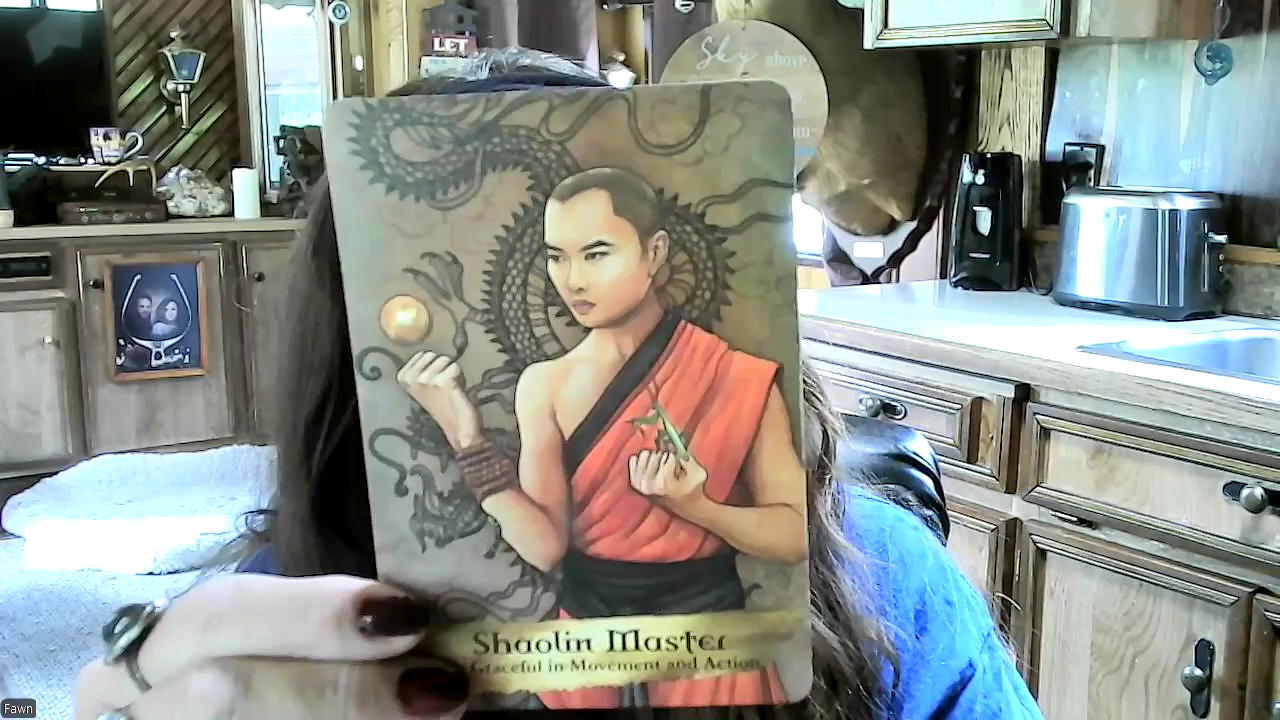 LET
Sky above
Shaolin Master
Graceful in Movement and Action
Fawn